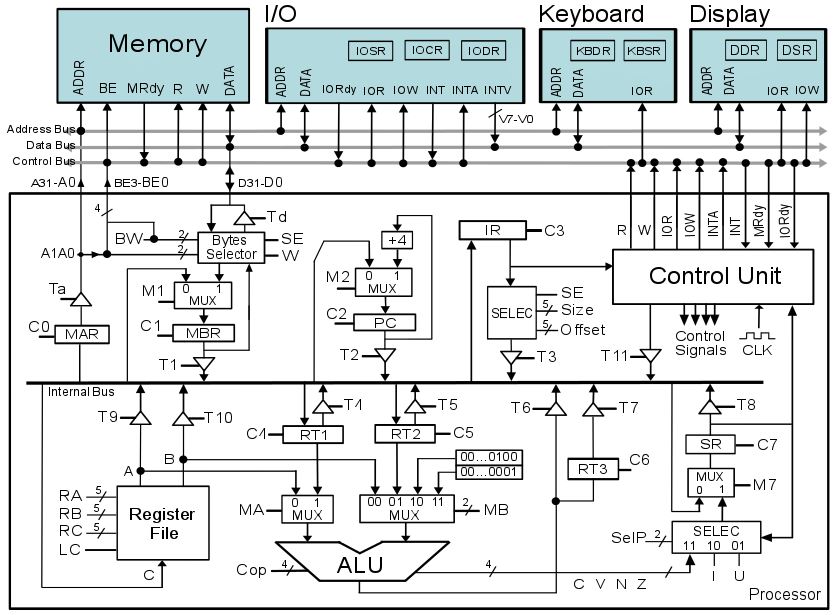 I/O Keyboard Display
Memory
IOSR IOCR IODR
KBDR KBSR
DDR DSR
ADDR BE MRdy R W DATA
ADDR DATA IORdy IOR IOW INT INTA INTV
ADDR DATA IOR
ADDR DATA IOR IOW
V7-V0
Address Bus
Data Bus
Control Bus
A31-A0 BE3-BE0 D31-D0
4
Td
R W IOR IOW INTA INT MRdy IORdy
BW 2 2 Bytes Selector SE W
A1A0
+4
IR C3
Control Unit
Ta
M1 0 1 MUX
M2 0 1 MUX
SELEC SE
5 Size
5 Offset
C0 MAR
C1 MBR
C2 PC
Control Signals
CLK
T1 T2 T3 T11
Internal Bus
T9 T10 T4 T5 T6 T7 T8
C4 RT1
RT2 C5
SR C7
A B
00...0100
00...0001
RT3 C6
MUX 0 1 M7
RA 5
RB 5
RC 5
LC
Register File
C
MA 0 1 MUX
00 01 10 11 MUX 2 MB
SelP 2 SELEC
11 10 01
I U
Cop 4 ALU 4
C V N Z
Processor